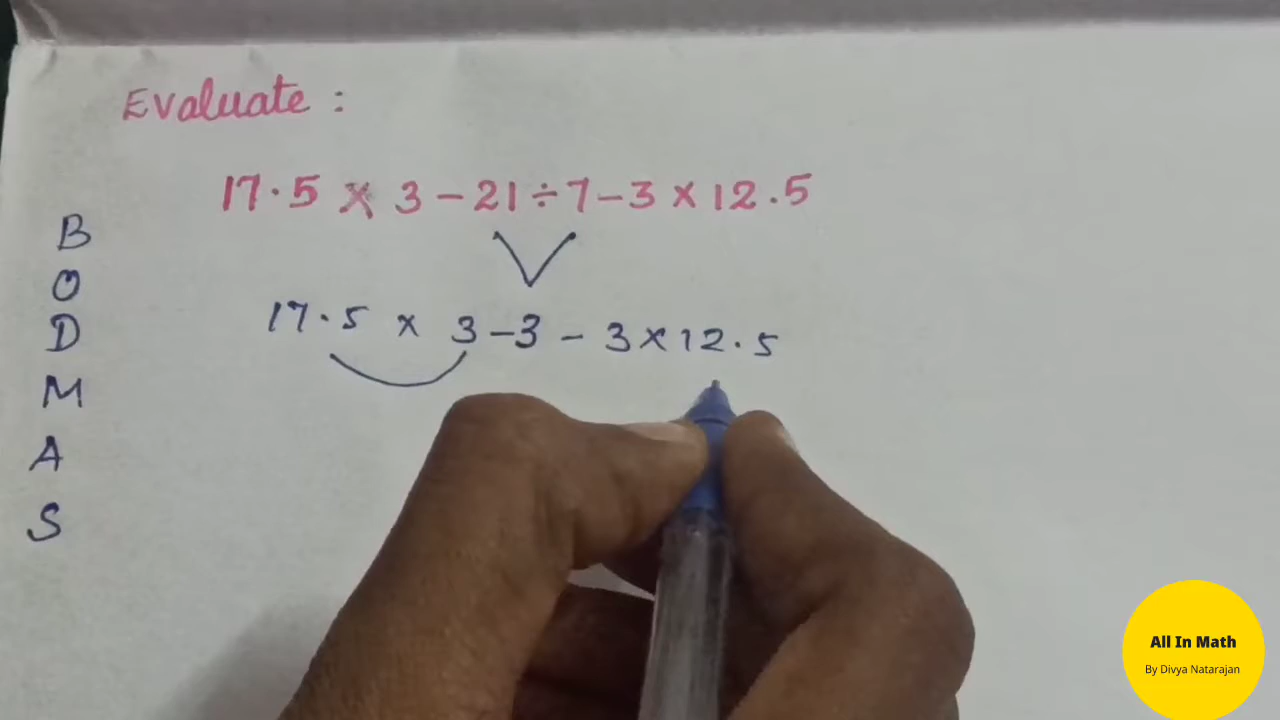 Evaluate :
17.5 × 3 - 21 ÷ 7 - 3 × 12.5
B
O
D
M
A
S
17.5 × 3 - 3 - 3 × 12.5
All In Math
By Divya Natarajan